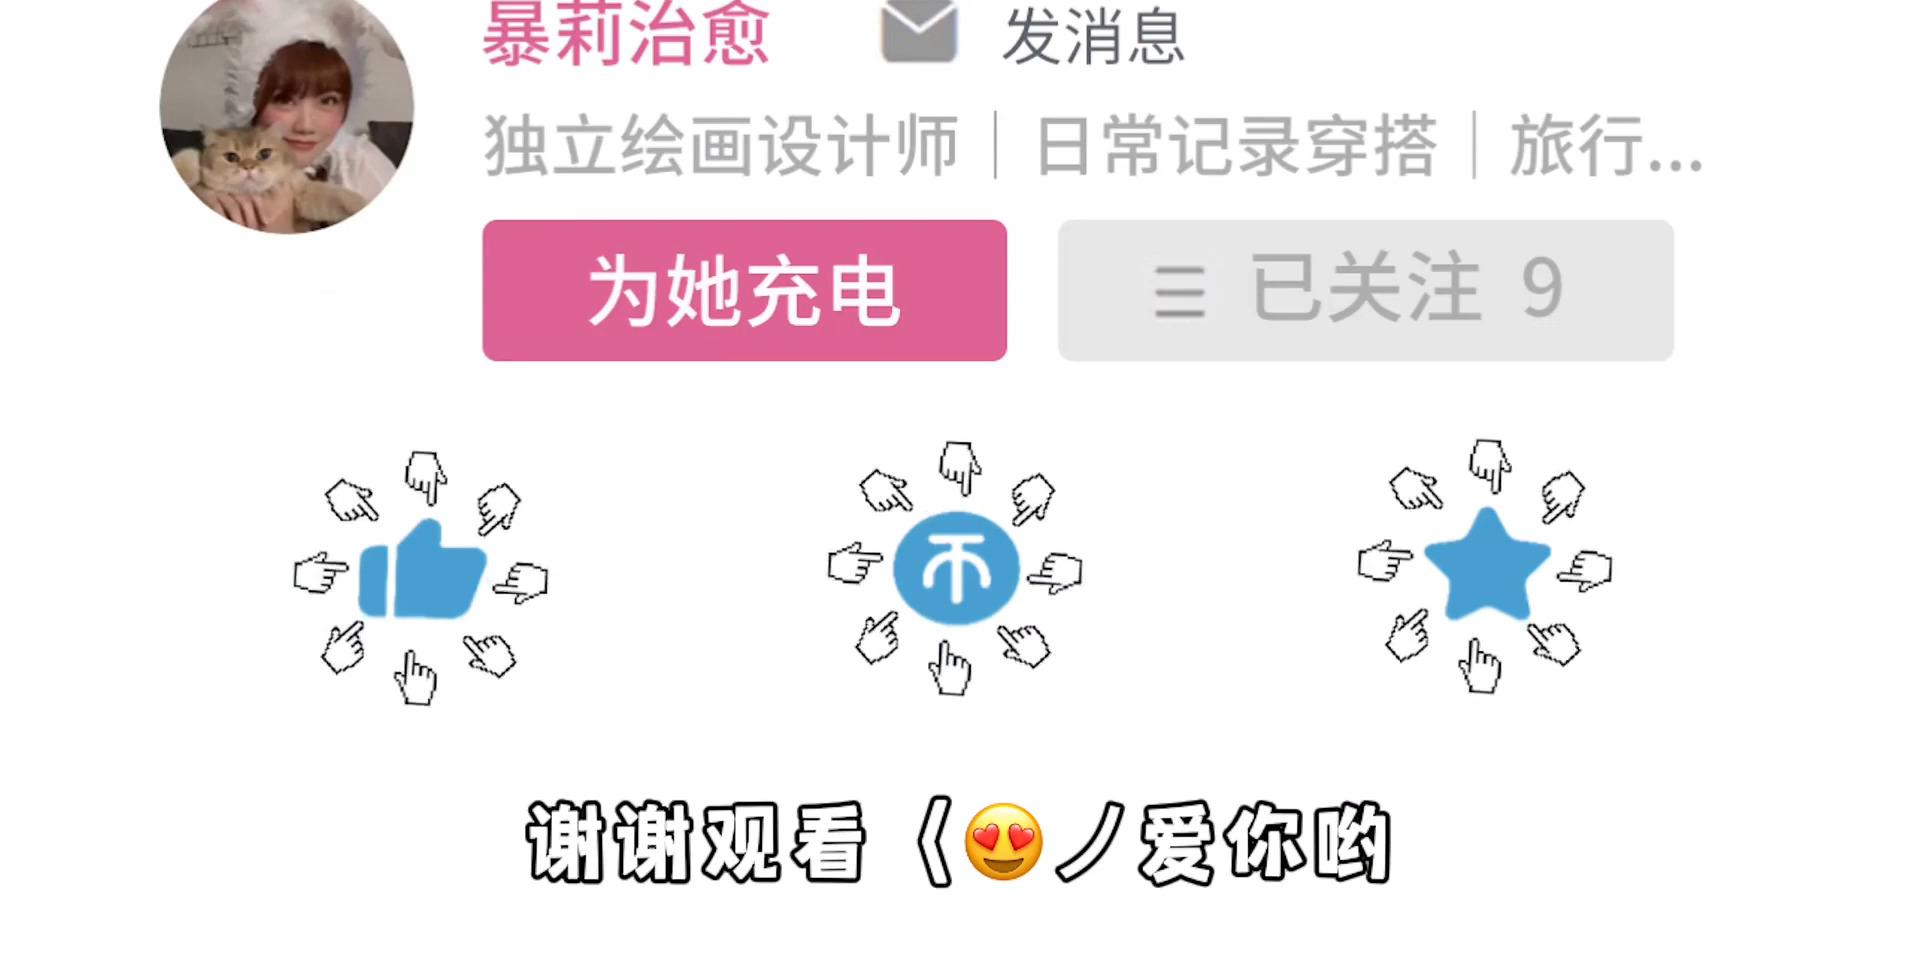 暴莉治愈 发消息
独立绘画设计师｜日常记录穿搭｜旅行...
为她充电 三 已关注 9
谢谢观看《😍ノ爱你哟